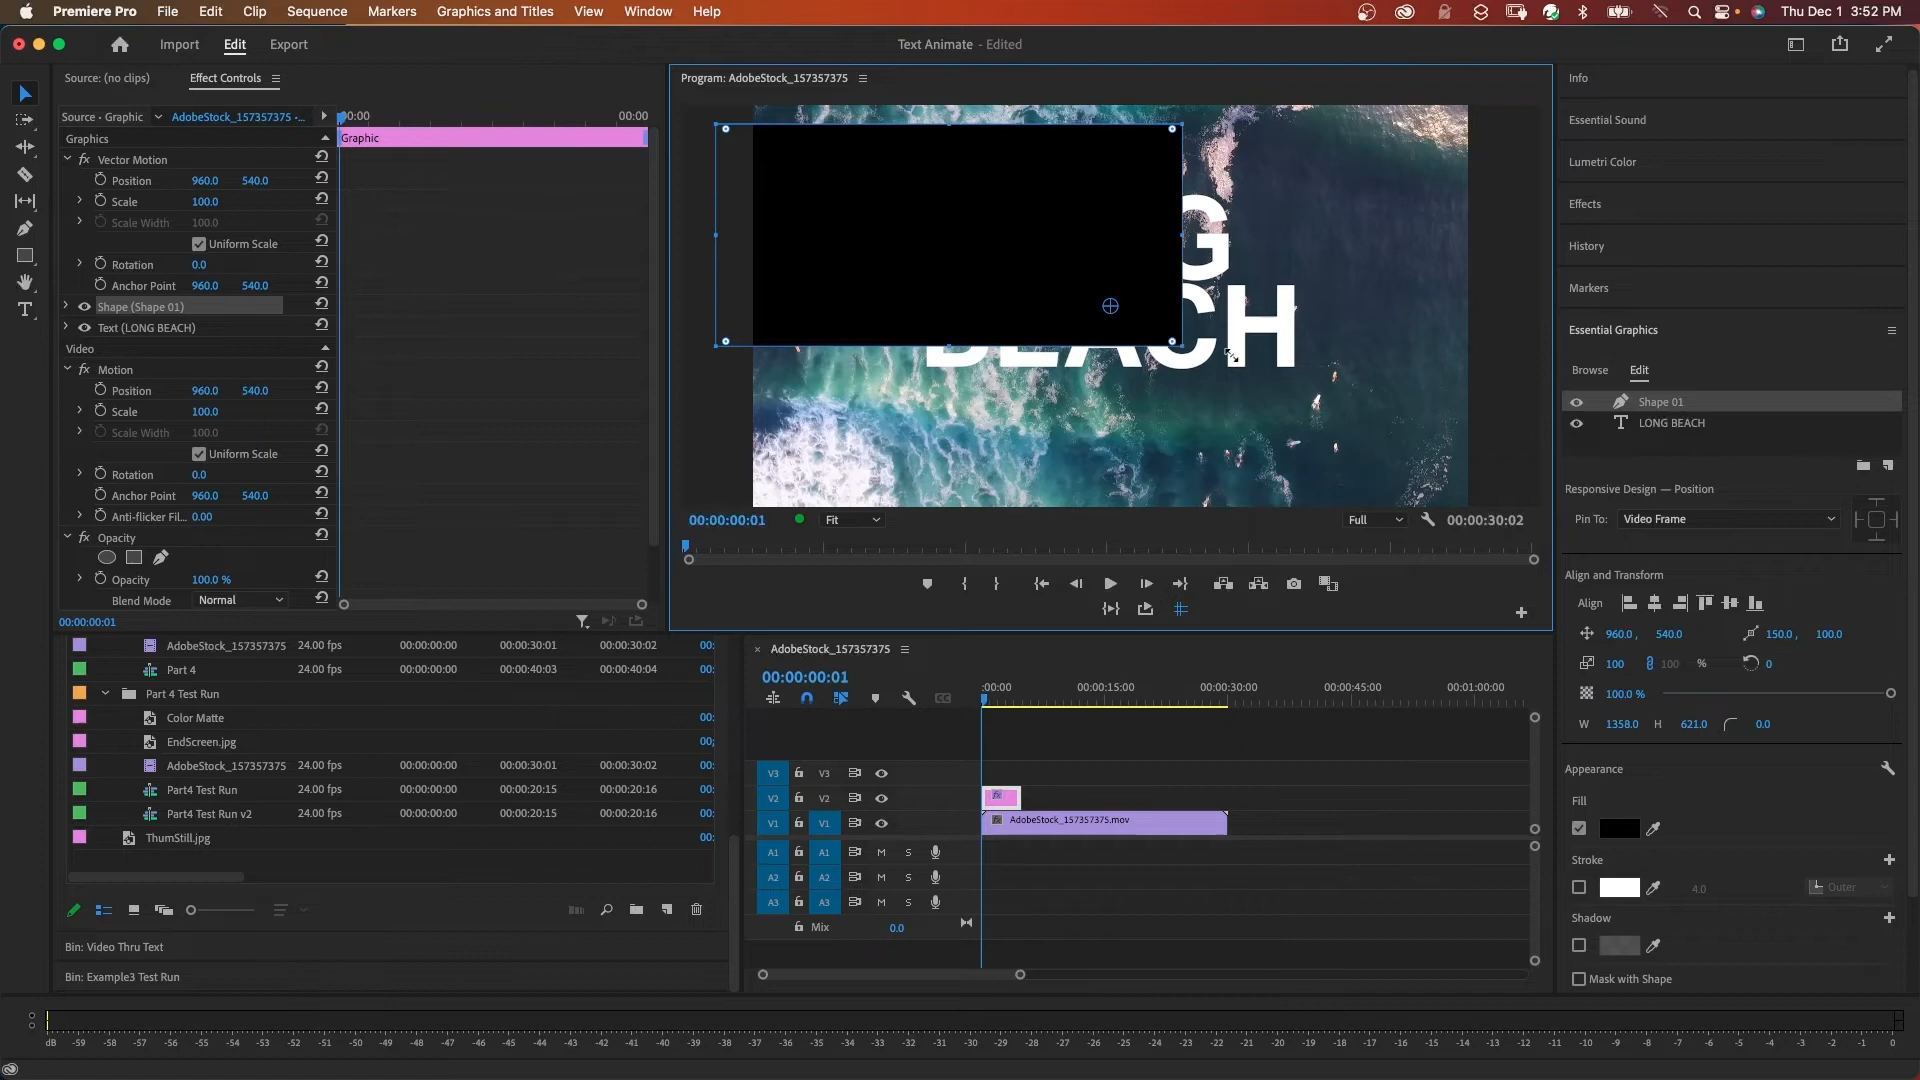 Premiere Pro File Edit Clip Sequence Markers Graphics and Titles View Window Help Thu Dec 1 3:52 PM
Import Edit Export Text Animate - Edited
Source: (no clips) Effect Controls
Source • Graphic AdobeStock_157357375 •... :00:00 00:00
Graphics Graphic
fx Vector Motion
Position 960.0 540.0
Scale 100.0
Scale Width 100.0
Uniform Scale
Rotation 0.0
Anchor Point 960.0 540.0
Shape (Shape 01)
Text (LONG BEACH)
Video
fx Motion
Position 960.0 540.0
Scale 100.0
Scale Width 100.0
Uniform Scale
Rotation 0.0
Anchor Point 960.0 540.0
Anti-flicker Fil... 0.00
fx Opacity
Opacity 100.0 %
Blend Mode Normal
00:00:00:01
Program: AdobeStock_157357375
G
BEACH
00:00:00:01 Fit Full 00:00:30:02
Info
Essential Sound
Lumetri Color
Effects
History
Markers
Essential Graphics
Browse Edit
Shape 01
T LONG BEACH
Responsive Design — Position
Pin To: Video Frame
Align and Transform
Align
960.0 , 540.0 150.0 , 100.0
100 100 % 0
100.0 %
W 1358.0 H 621.0 0.0
Appearance
Fill
Stroke
4.0 Outer
Shadow
Mask with Shape
AdobeStock_157357375 24.00 fps 00:00:00:00 00:00:30:01 00:00:30:02 00:
Part 4 24.00 fps 00:00:00:00 00:00:40:03 00:00:40:04 00:
Part 4 Test Run
Color Matte 00;
EndScreen.jpg 00;
AdobeStock_157357375 24.00 fps 00:00:00:00 00:00:30:01 00:00:30:02 00:
Part4 Test Run 24.00 fps 00:00:00:00 00:00:20:15 00:00:20:16 00:
Part4 Test Run v2 24.00 fps 00:00:00:00 00:00:20:15 00:00:20:16 00:
ThumStill.jpg 00;
Bin: Video Thru Text
Bin: Example3 Test Run
× AdobeStock_157357375
00:00:00:01
:00:00 00:00:15:00 00:00:30:00 00:00:45:00 00:01:00:00
CC
V3 V3
V2 V2 fx
V1 V1 fx AdobeStock_157357375.mov
A1 A1 M S
A2 A2 M S
A3 A3 M S
Mix 0.0
dB -59 -58 -57 -56 -55 -54 -53 -52 -51 -50 -49 -48 -47 -46 -45 -44 -43 -42 -41 -40 -39 -38 -37 -36 -35 -34 -33 -32 -31 -30 -29 -28 -27 -26 -25 -24 -23 -22 -21 -20 -19 -18 -17 -16 -15 -14 -13 -12 -11 -10 -9 -8 -7 -6 -5 -4 -3 -2 -1 0